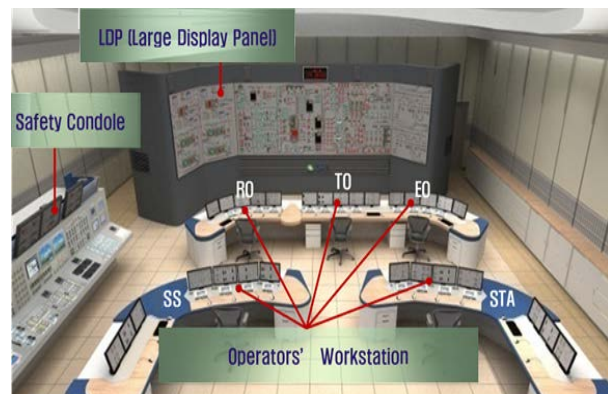 LDP (Large Display Panel)
Safety Condole
RO
TO
EO
SS
STA
Operators' Workstation